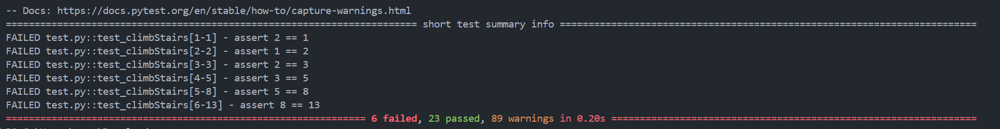 -- Docs: https://docs.pytest.org/en/stable/how-to/capture-warnings.html
======================================================================== short test summary info =========================================================================
FAILED test.py::test_climbStairs[1-1] - assert 2 == 1
FAILED test.py::test_climbStairs[2-2] - assert 1 == 2
FAILED test.py::test_climbStairs[3-3] - assert 2 == 3
FAILED test.py::test_climbStairs[4-5] - assert 3 == 5
FAILED test.py::test_climbStairs[5-8] - assert 5 == 8
FAILED test.py::test_climbStairs[6-13] - assert 8 == 13
=============================================================== 6 failed, 23 passed, 89 warnings in 0.20s ================================================================